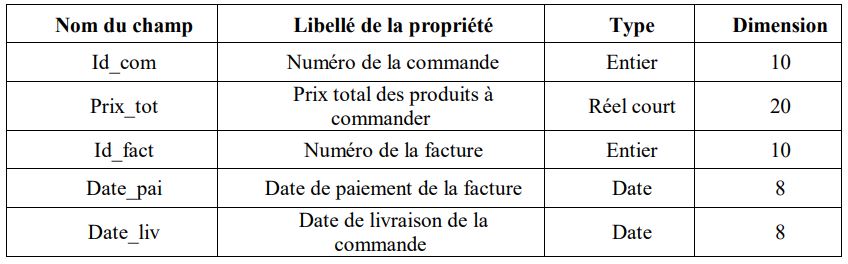 Nom du champ Libellé de la propriété Type Dimension
Id_com Numéro de la commande Entier 10
Prix_tot Prix total des produits à commander Réel court 20
Id_fact Numéro de la facture Entier 10
Date_pai Date de paiement de la facture Date 8
Date_liv Date de livraison de la commande Date 8